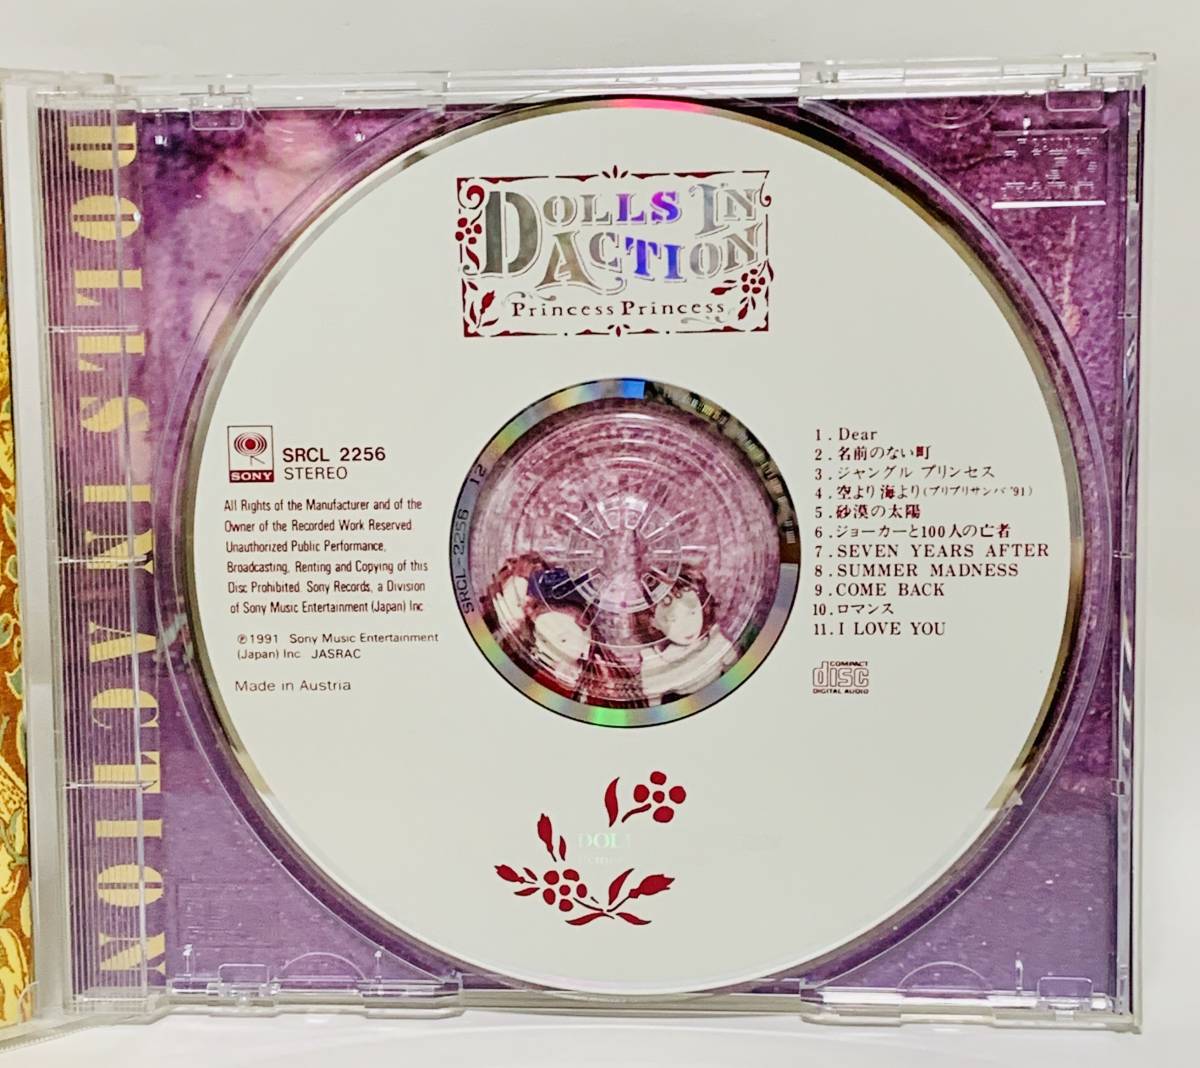 DOLLS IN ACTION
DOLLS IN
ACTION
Princess Princess
SONY
SRCL 2256
STEREO
All Rights of the Manufacturer and of the
Owner of the Recorded Work Reserved.
Unauthorized Public Performance,
Broadcasting, Renting and Copying of this
Disc Prohibited. Sony Records, a Division
of Sony Music Entertainment (Japan) Inc.
℗1991 Sony Music Entertainment
(Japan) Inc. JASRAC
Made in Austria
SRCL-2256 12
1. Dear
2. 名前のない町
3. ジャングル プリンセス
4. 空より海より(プリプリサンバ'91)
5. 砂漠の太陽
6. ジョーカーと100人の亡者
7. SEVEN YEARS AFTER
8. SUMMER MADNESS
9. COME BACK
10. ロマンス
11. I LOVE YOU
COMPACT
disc
DIGITAL AUDIO